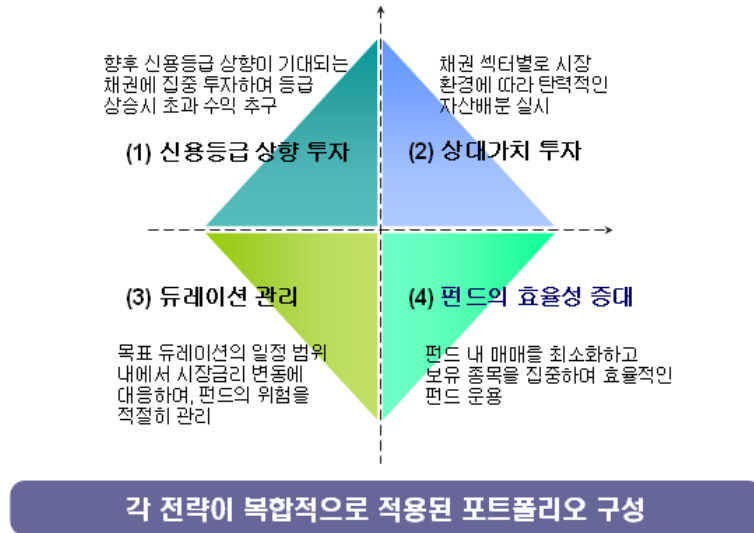 향후 신용등급 상향이 기대되는
채권에 집중 투자하며 등급
상승시 초과 수익 추구
(1) 신용등급 상향 투자
채권 섹터별로 시장
환경에 따라 탄력적인
자산배분 실시
(2) 상대가치 투자
(3) 듀레이션 관리
목표 듀레이션의 일정 범위
내에서 시장금리 변동에
대응하며, 펀드의 위험을
적절히 관리
(4) 펀드의 효율성 증대
펀드 내 매매를 최소화하고
보유 종목을 집중하며 효율적인
펀드 운용
각 전략이 복합적으로 적용된 포트폴리오 구성